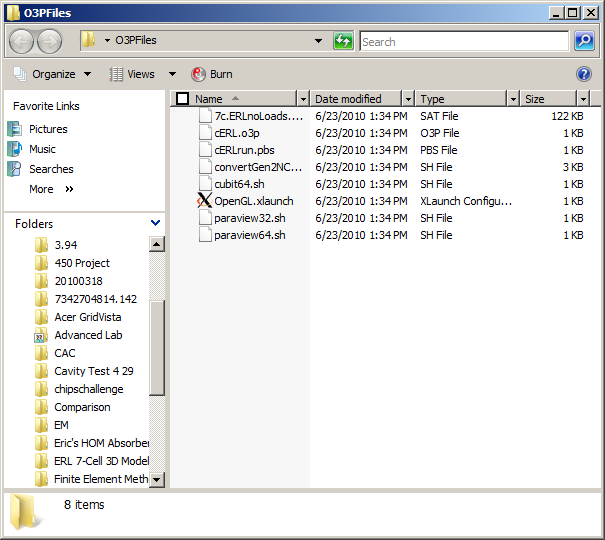 O3PFiles
O3PFiles
Search
Organize Views Burn
Favorite Links
Pictures
Music
Searches
More »
Folders
3.94
450 Project
20100318
7342704814.142
Acer GridVista
Advanced Lab
CAC
Cavity Test 4 29
chipschallenge
Comparison
EM
Eric's HOM Absorber
ERL 7-Cell 3D Model
Finite Element Meth
Name Date modified Type Size
7c.ERLnoLoads.... 6/23/2010 1:34 PM SAT File 122 KB
cERL.o3p 6/23/2010 1:34 PM O3P File 1 KB
cERLrun.pbs 6/23/2010 1:34 PM PBS File 1 KB
convertGen2NC... 6/23/2010 1:34 PM SH File 3 KB
cubit64.sh 6/23/2010 1:34 PM SH File 1 KB
OpenGL.xlaunch 6/23/2010 1:34 PM XLaunch Configu... 1 KB
paraview32.sh 6/23/2010 1:34 PM SH File 1 KB
paraview64.sh 6/23/2010 1:34 PM SH File 1 KB
8 items